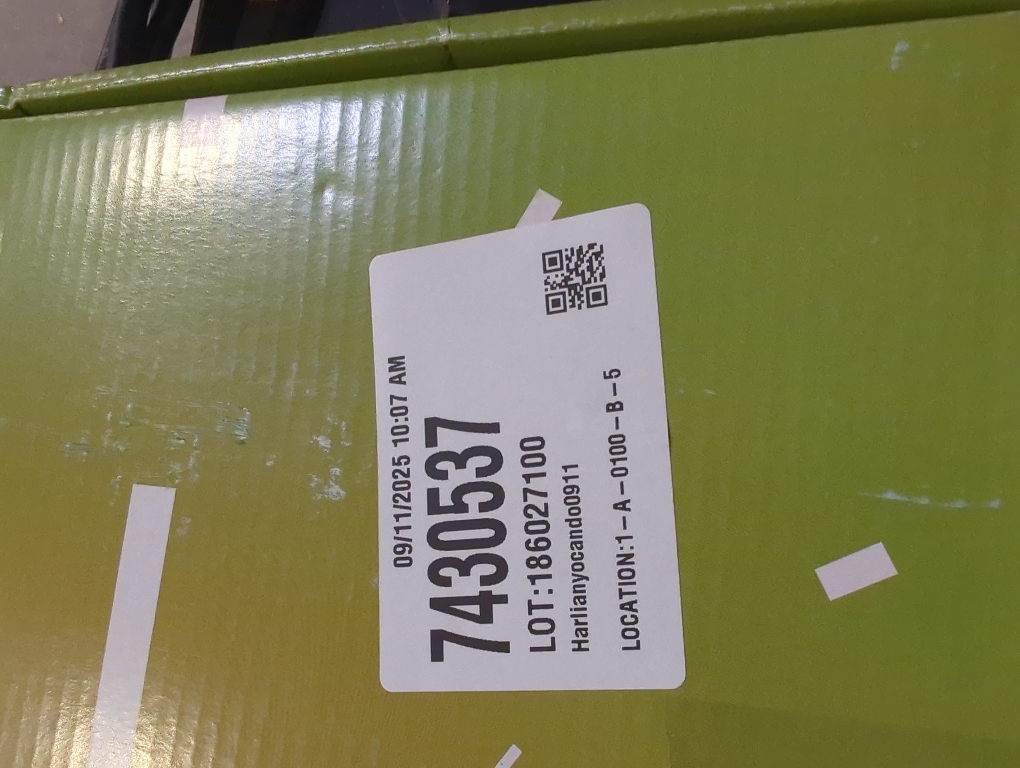 09/11/2025 10:07 AM
7430537
LOT:186027100
Harlianyocando0911
LOCATION:1-A-0100-B-5